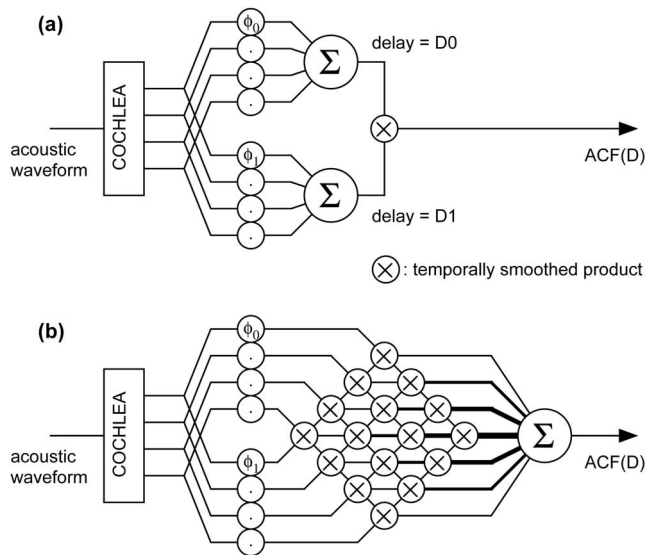 (a)
ϕ0
.
.
.
Σ
delay = D0
COCHLEA
acoustic
waveform
ϕ1
.
.
.
Σ
delay = D1
ACF(D)
: temporally smoothed product
(b)
ϕ0
.
.
.
COCHLEA
acoustic
waveform
ϕ1
.
.
.
Σ
ACF(D)